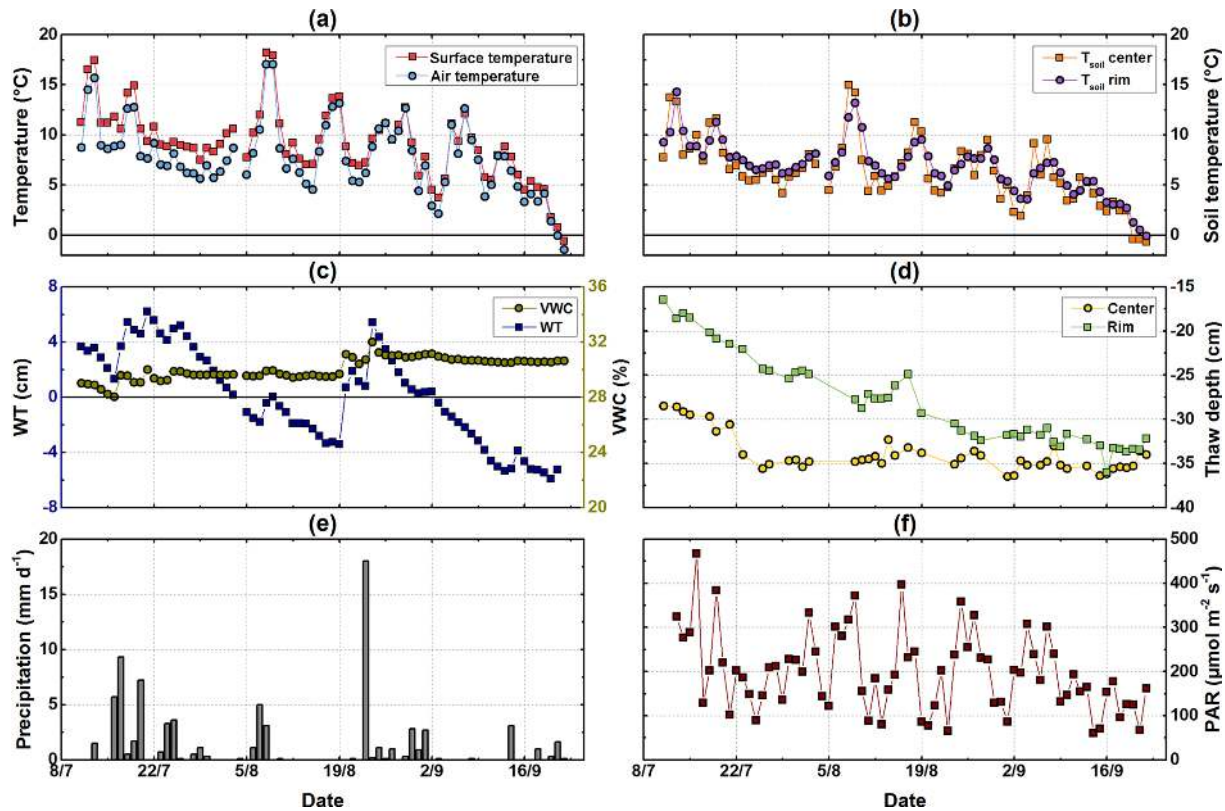 (a)
(b)
20
15
10
5
0
Temperature (°C)
Surface temperature
Air temperature
T_soil center
T_soil rim
20
15
10
5
0
Soil temperature (°C)
(c)
(d)
8
4
0
-4
-8
WT (cm)
VWC
WT
36
32
28
24
20
VWC (%)
Center
Rim
-15
-20
-25
-30
-35
-40
Thaw depth (cm)
(e)
(f)
20
15
10
5
0
Precipitation (mm d⁻¹)
500
400
300
200
100
0
PAR (µmol m⁻² s⁻¹)
8/7 22/7 5/8 19/8 2/9 16/9
8/7 22/7 5/8 19/8 2/9 16/9
Date
Date